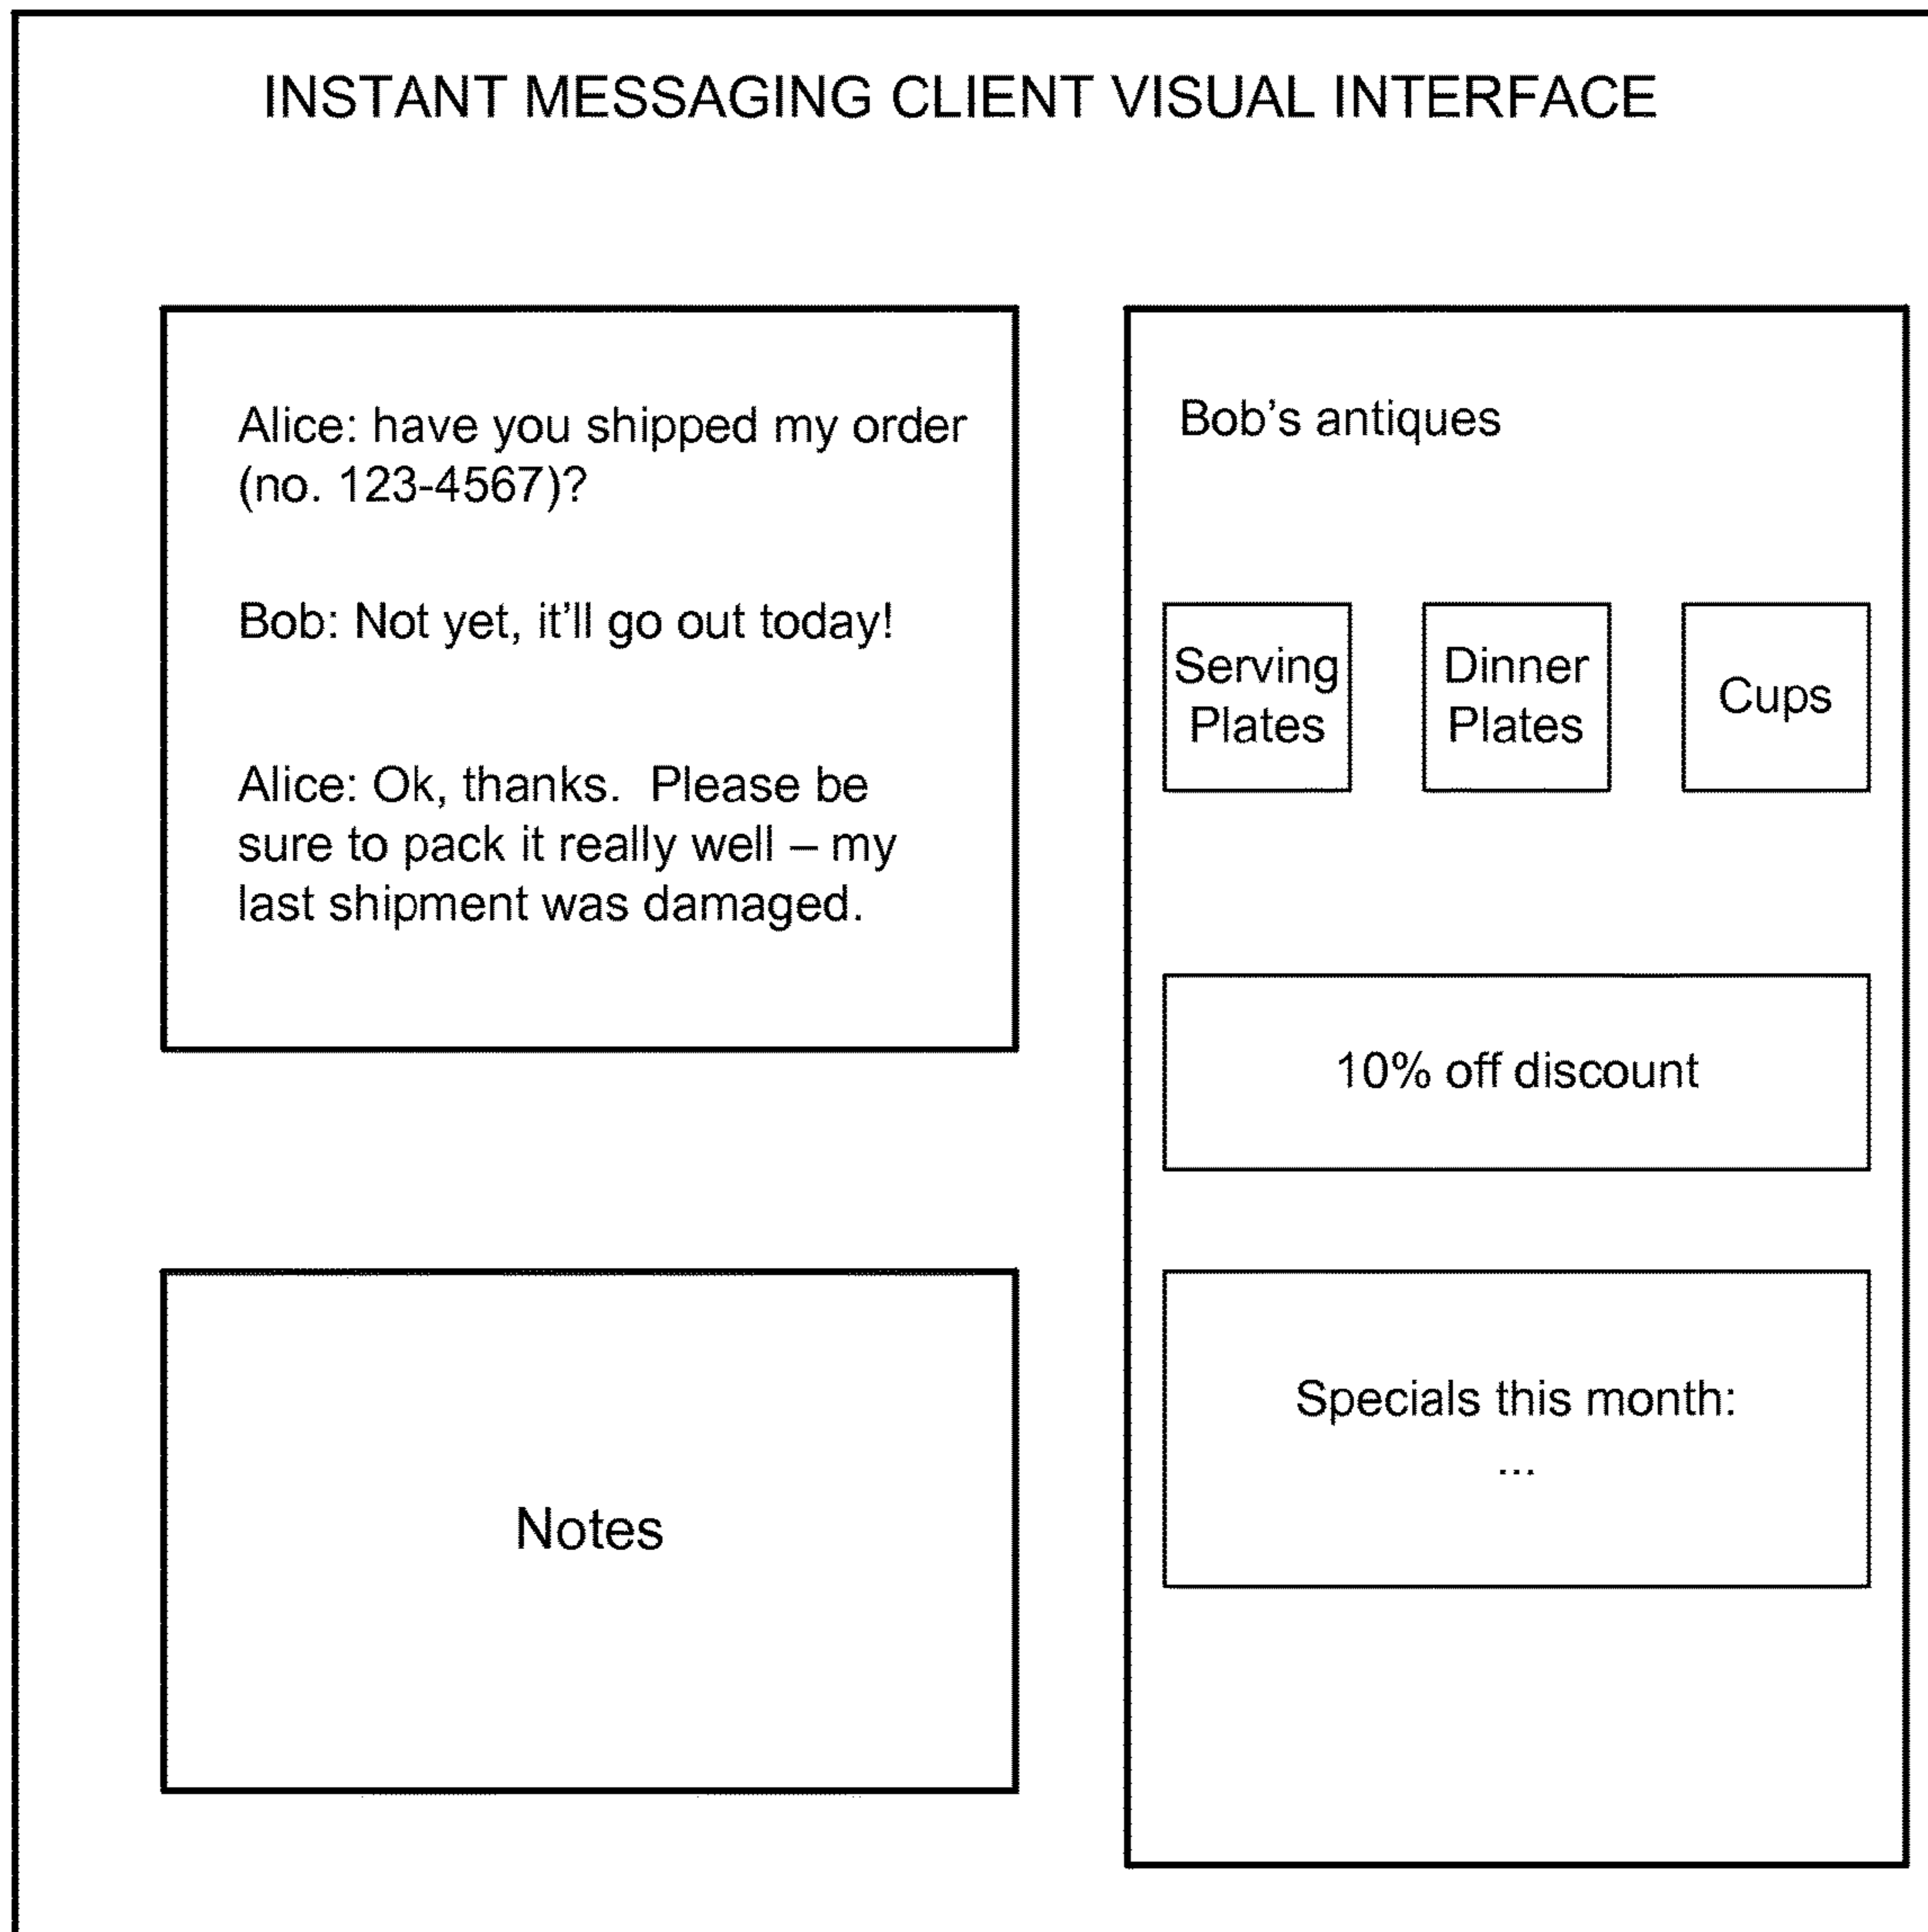 INSTANT MESSAGING CLIENT VISUAL INTERFACE
Alice: have you shipped my order
(no. 123-4567)?
Bob: Not yet, it’ll go out today!
Alice: Ok, thanks.  Please be
sure to pack it really well – my
last shipment was damaged.
Notes
Bob’s antiques
Serving
Plates
Dinner
Plates
Cups
10% off discount
Specials this month:
...